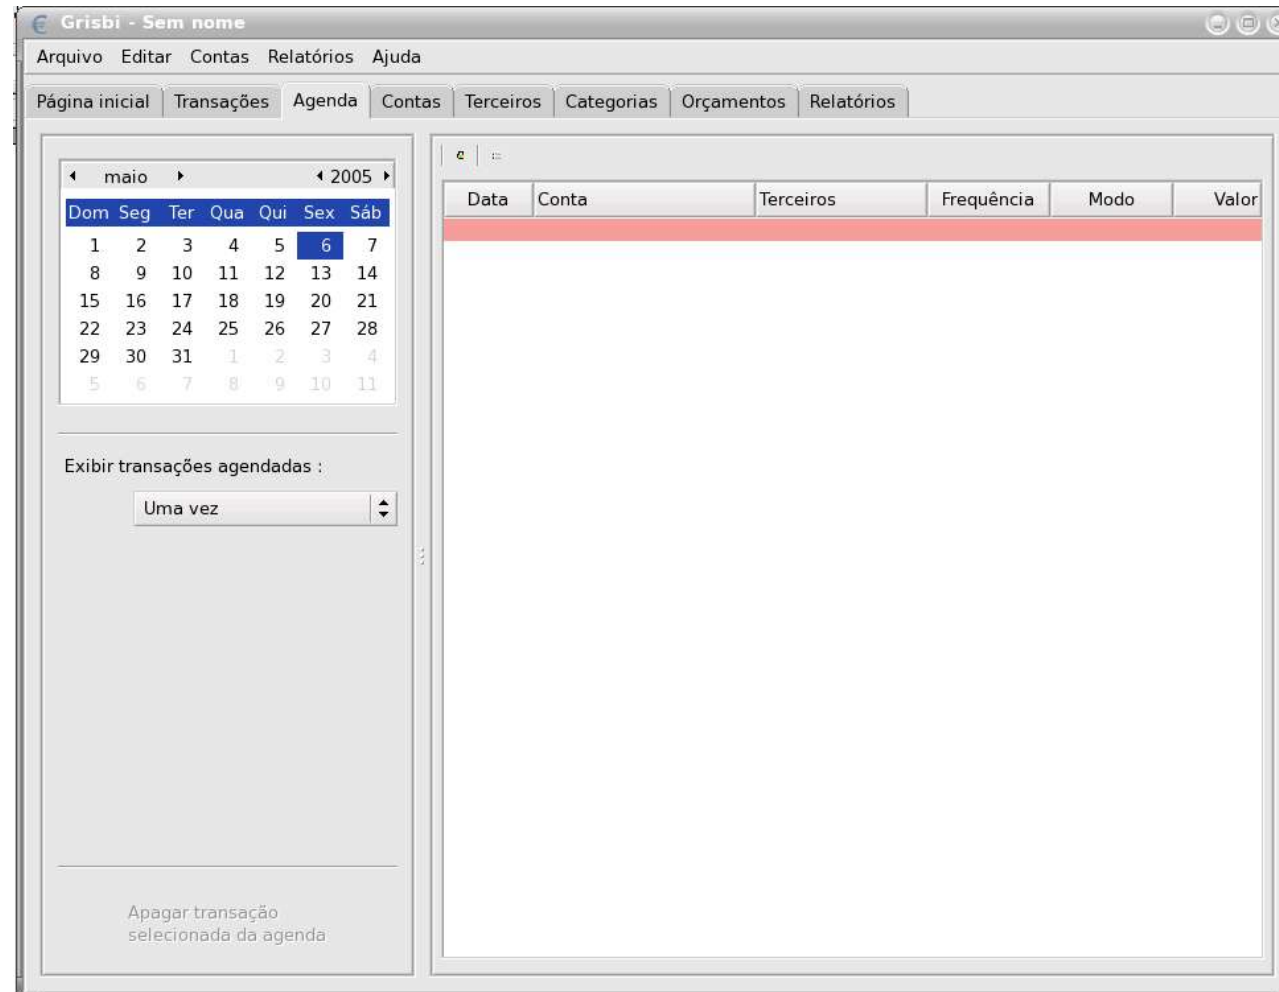 Grisbi - Sem nome
Arquivo Editar Contas Relatórios Ajuda
Página inicial Transações Agenda Contas Terceiros Categorias Orçamentos Relatórios
maio 2005
Dom Seg Ter Qua Qui Sex Sáb
1 2 3 4 5 6 7
8 9 10 11 12 13 14
15 16 17 18 19 20 21
22 23 24 25 26 27 28
29 30 31 1 2 3 4
5 6 7 8 9 10 11
Exibir transações agendadas :
Uma vez
Apagar transação
selecionada da agenda
Data Conta Terceiros Frequência Modo Valor